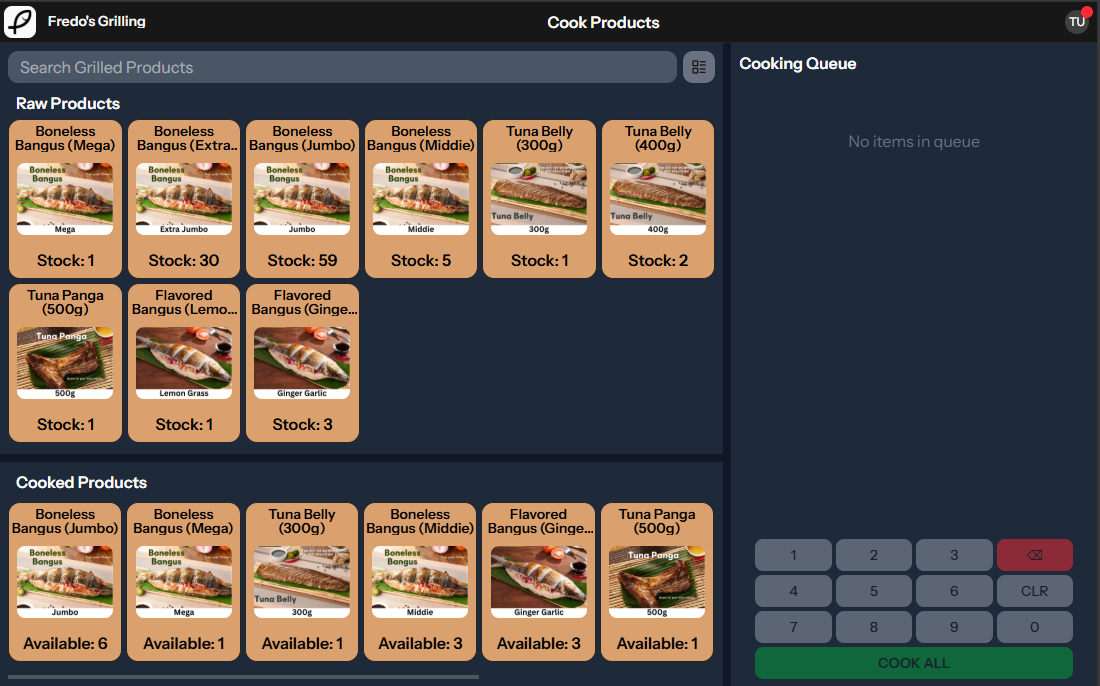 Fredo's Grilling
Cook Products
TU
Search Grilled Products
Raw Products
Boneless
Bangus (Mega)
Boneless
Bangus
Mega
Stock: 1
Boneless
Bangus (Extra..
Boneless
Bangus
Extra Jumbo
Stock: 30
Boneless
Bangus (Jumbo)
Boneless
Bangus
Jumbo
Stock: 59
Boneless
Bangus (Middie)
Boneless
Bangus
Middie
Stock: 5
Tuna Belly
(300g)
Tuna Belly
300g
Stock: 1
Tuna Belly
(400g)
Tuna Belly
400g
Stock: 2
Tuna Panga
(500g)
Tuna Panga
500g
Stock: 1
Flavored
Bangus (Lemo...
Lemon Grass
Stock: 1
Flavored
Bangus (Ginge...
Ginger Garlic
Stock: 3
Cooked Products
Boneless
Bangus (Jumbo)
Boneless
Bangus
Jumbo
Available: 6
Boneless
Bangus (Mega)
Boneless
Bangus
Mega
Available: 1
Tuna Belly
(300g)
Tuna Belly
300g
Available: 1
Boneless
Bangus (Middie)
Boneless
Bangus
Middie
Available: 3
Flavored
Bangus (Ginge...
Ginger Garlic
Available: 3
Tuna Panga
(500g)
Tuna Panga
500g
Available: 1
Cooking Queue
No items in queue
1 2 3
4 5 6 CLR
7 8 9 0
COOK ALL